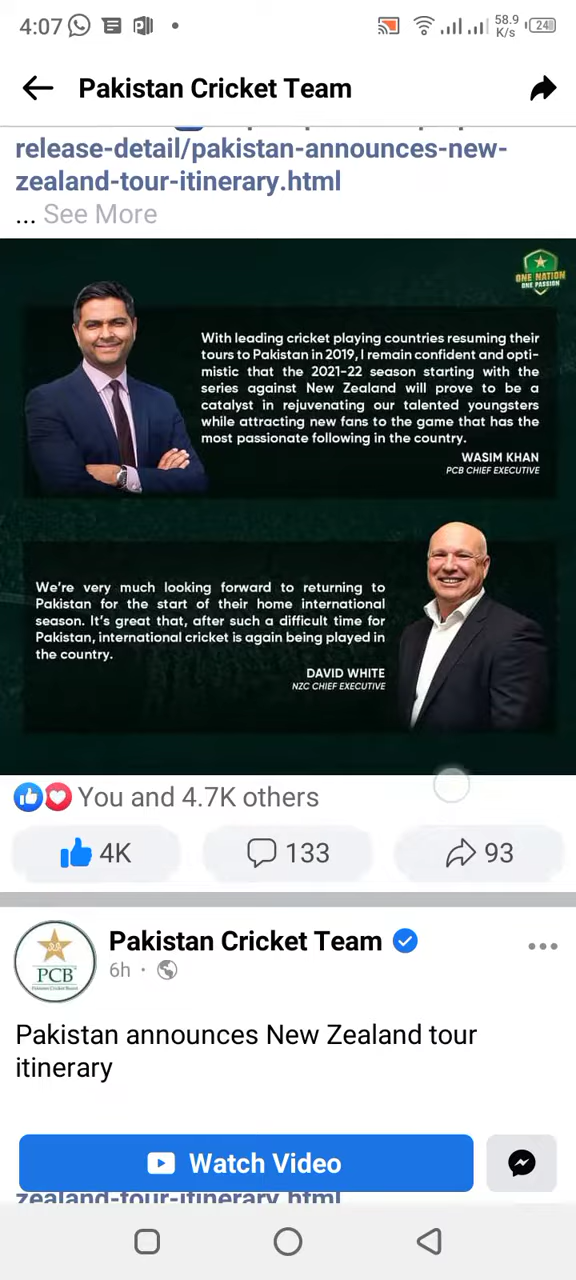 4:07
58.9
K/s
24
Pakistan Cricket Team
release-detail/pakistan-announces-new-
zealand-tour-itinerary.html
... See More
ONE NATION
ONE PASSION
With leading cricket playing countries resuming their
tours to Pakistan in 2019, I remain confident and opti-
mistic that the 2021-22 season starting with the
series against New Zealand will prove to be a
catalyst in rejuvenating our talented youngsters
while attracting new fans to the game that has the
most passionate following in the country.
WASIM KHAN
PCB CHIEF EXECUTIVE
We're very much looking forward to returning to
Pakistan for the start of their home international
season. It's great that, after such a difficult time for
Pakistan, international cricket is again being played in
the country.
DAVID WHITE
NZC CHIEF EXECUTIVE
You and 4.7K others
4K
133
93
PCB
Pakistan Cricket Board
Pakistan Cricket Team
6h ·
Pakistan announces New Zealand tour
itinerary
Watch Video
zealand-tour-itinerary.html